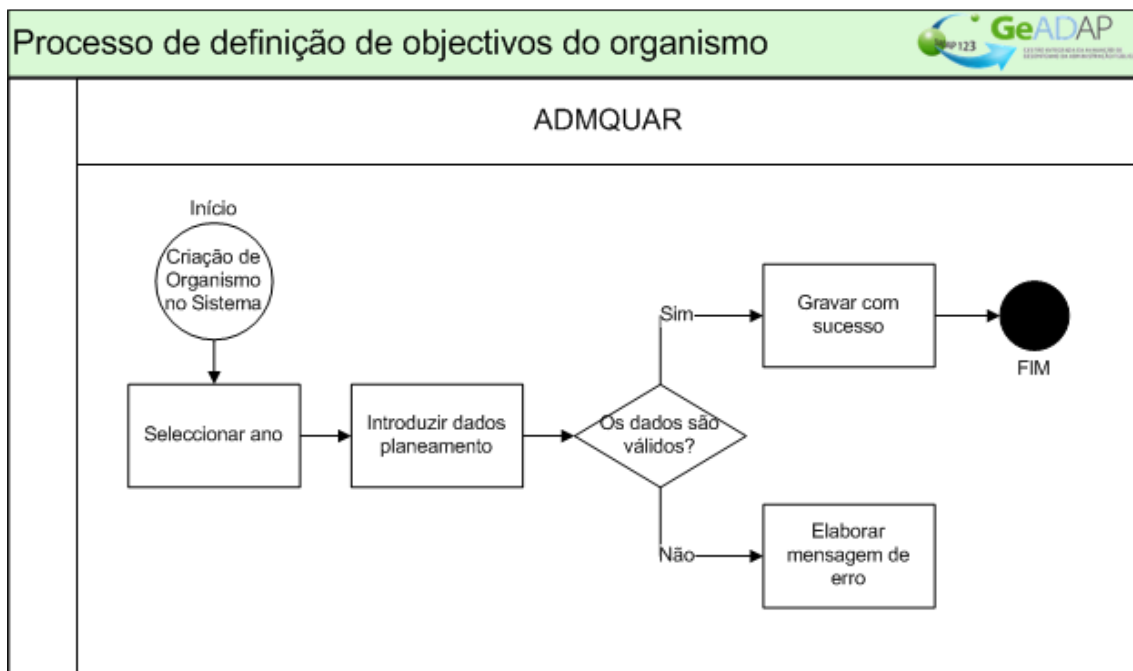 Processo de definição de objectivos do organismo
GeADAP
ADMQUAR
Início
Criação de
Organismo
no Sistema
Seleccionar ano
Introduzir dados
planeamento
Os dados são
válidos?
Sim
Gravar com
sucesso
FIM
Não
Elaborar
mensagem de
erro